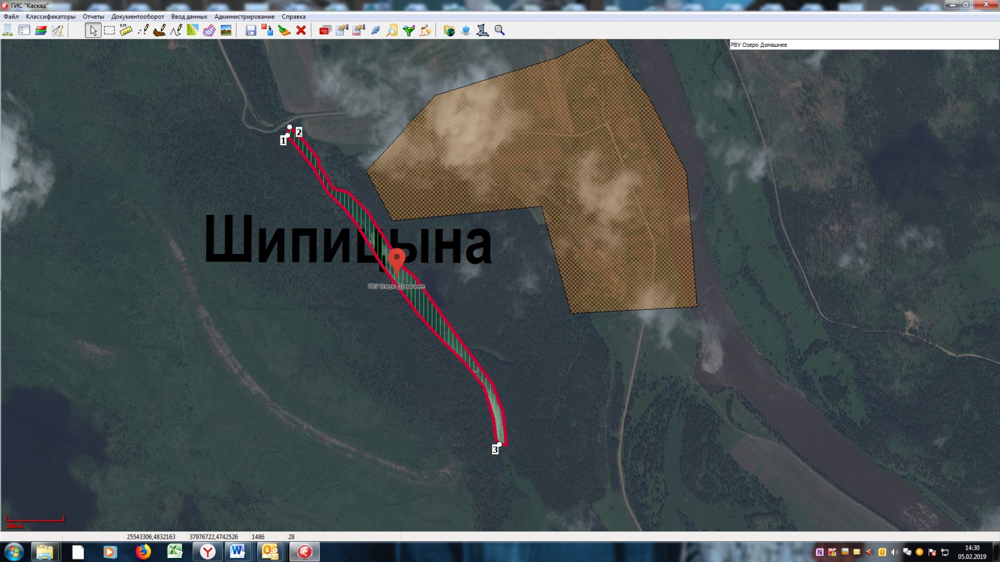 ГИС "Каскад"
Файл Классификаторы Отчеты Документооборот Ввод данных Администрирование Справка
РВУ Озеро Домашнее
2
1
Шипицына
РВУ Озеро Домашнее
3
300 м
25543306,4832163 37976722,4742526 1486 28
14:30
05.02.2019